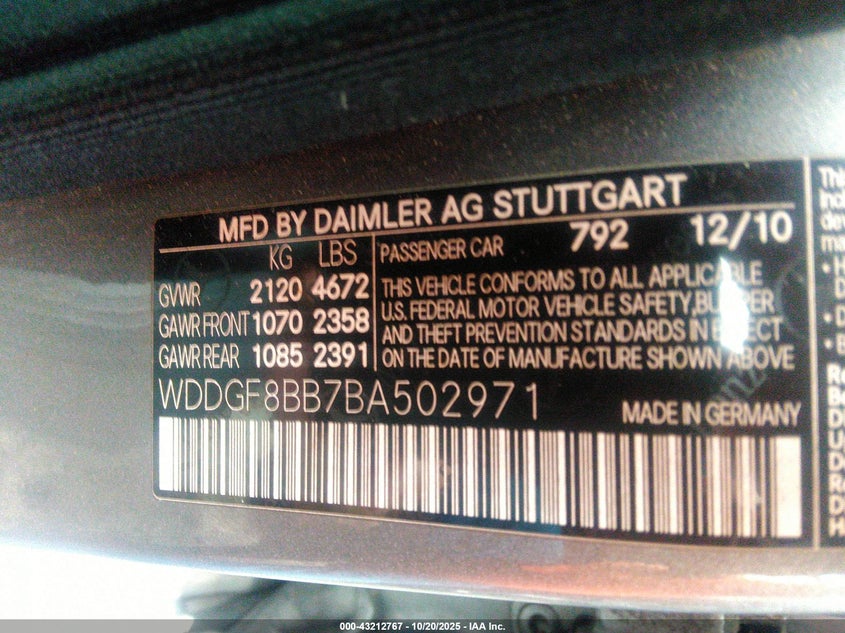 MFD BY DAIMLER AG STUTTGART
KG LBS
GVWR 2120 4672
GAWR FRONT 1070 2358
GAWR REAR 1085 2391
PASSENGER CAR 792 12/10
THIS VEHICLE CONFORMS TO ALL APPLICABLE
U.S. FEDERAL MOTOR VEHICLE SAFETY, BUMPER
AND THEFT PREVENTION STANDARDS IN EFFECT
ON THE DATE OF MANUFACTURE SHOWN ABOVE
WDDGF8BB7BA502971
MADE IN GERMANY
000-43212767 - 10/20/2025 - IAA Inc.